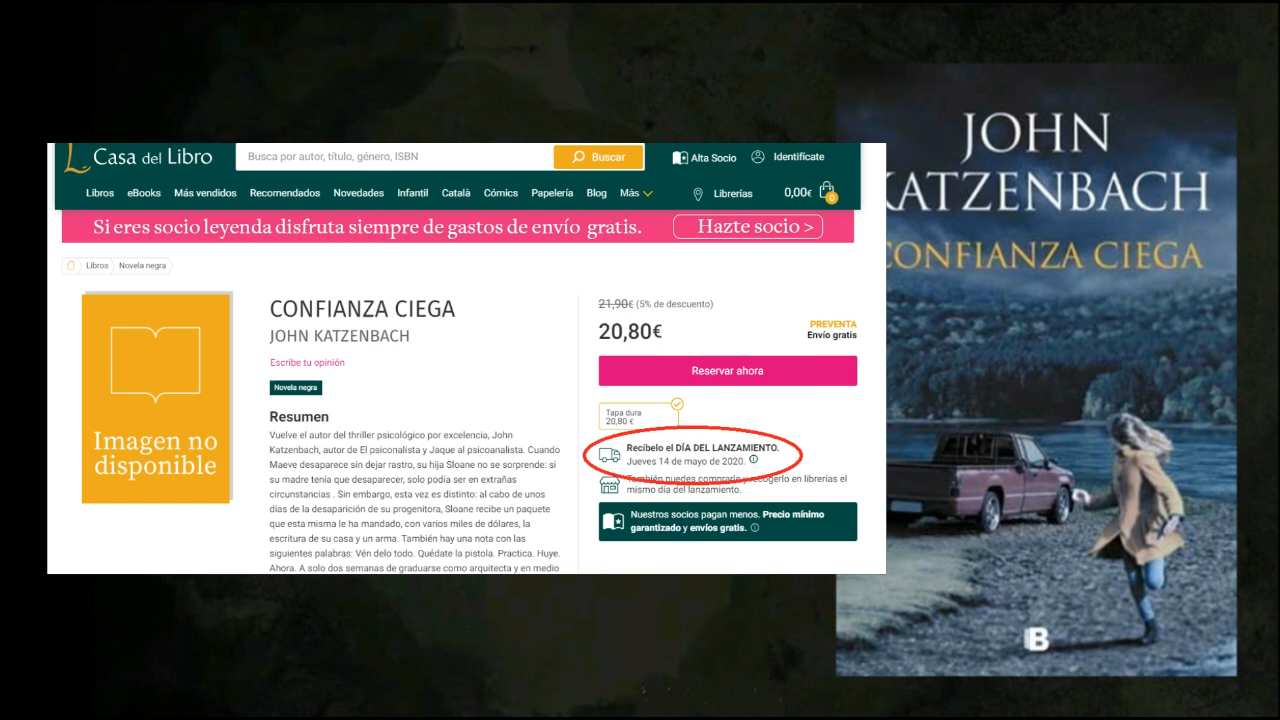 Casa del Libro
Busca por autor, título, género, ISBN
Buscar
Alta Socio
Identifícate
Libros eBooks Más vendidos Recomendados Novedades Infantil Català Cómics Papelería Blog Más
Librerías
0,00€
0
Si eres socio leyenda disfruta siempre de gastos de envío gratis.
Hazte socio >
Libros
Novela negra
Imagen no
disponible
CONFIANZA CIEGA
JOHN KATZENBACH
Escribe tu opinión
Novela negra
Resumen
Vuelve el autor del thriller psicológico por excelencia, John
Katzenbach, autor de El psiconalista y Jaque al psicoanalista. Cuando
Maeve desaparece sin dejar rastro, su hija Sloane no se sorprende: si
su madre tenía que desaparecer, solo podía ser en extrañas
circunstancias . Sin embargo, esta vez es distinto: al cabo de unos
días de la desaparición de su progenitora, Sloane recibe un paquete
que esta misma le ha mandado, con varios miles de dólares, la
escritura de su casa y un arma. También hay una nota con las
siguientes palabras: Vén delo todo. Quédate la pistola. Practica. Huye.
Ahora. A solo dos semanas de graduarse como arquitecta y en medio
21,90€ (5% de descuento)
20,80€
PREVENTA
Envío gratis
Reservar ahora
Tapa dura
20,80 €
Recíbelo el DÍA DEL LANZAMIENTO.
Jueves 14 de mayo de 2020.
También puedes comprarlo y recogerlo en librerías el
mismo día del lanzamiento.
Nuestros socios pagan menos. Precio mínimo
garantizado y envíos gratis.
JOHN
KATZENBACH
CONFIANZA CIEGA
B